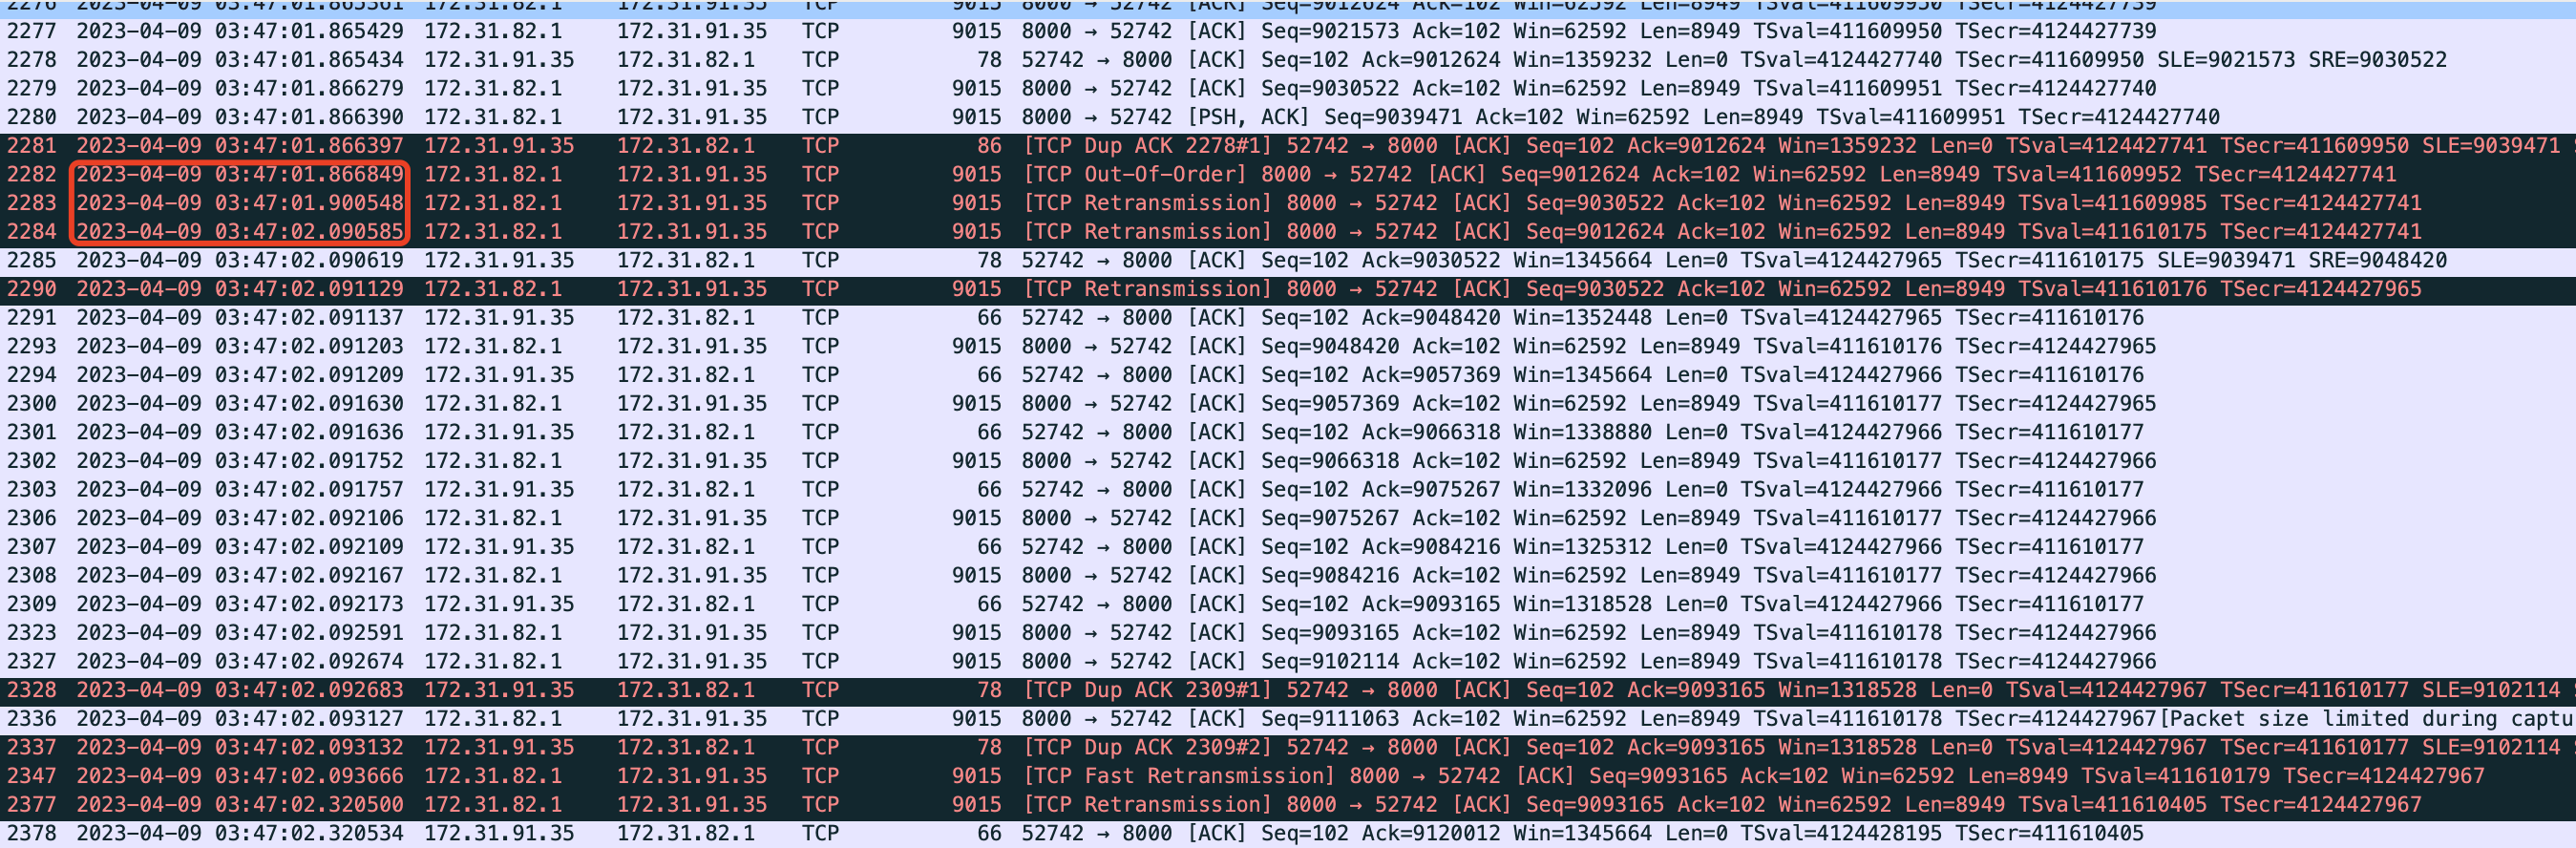 2276 2023-04-09 03:47:01.865361 172.31.82.1 172.31.91.35 TCP 9015 8000 → 52742 [ACK] Seq=9012624 Ack=102 Win=62592 Len=8949 TSval=411609950 TSecr=4124427739
2277 2023-04-09 03:47:01.865429 172.31.82.1 172.31.91.35 TCP 9015 8000 → 52742 [ACK] Seq=9021573 Ack=102 Win=62592 Len=8949 TSval=411609950 TSecr=4124427739
2278 2023-04-09 03:47:01.865434 172.31.91.35 172.31.82.1 TCP 78 52742 → 8000 [ACK] Seq=102 Ack=9012624 Win=1359232 Len=0 TSval=4124427740 TSecr=411609950 SLE=9021573 SRE=9030522
2279 2023-04-09 03:47:01.866279 172.31.82.1 172.31.91.35 TCP 9015 8000 → 52742 [ACK] Seq=9030522 Ack=102 Win=62592 Len=8949 TSval=411609951 TSecr=4124427740
2280 2023-04-09 03:47:01.866390 172.31.82.1 172.31.91.35 TCP 9015 8000 → 52742 [PSH, ACK] Seq=9039471 Ack=102 Win=62592 Len=8949 TSval=411609951 TSecr=4124427740
2281 2023-04-09 03:47:01.866397 172.31.91.35 172.31.82.1 TCP 86 [TCP Dup ACK 2278#1] 52742 → 8000 [ACK] Seq=102 Ack=9012624 Win=1359232 Len=0 TSval=4124427741 TSecr=411609950 SLE=9039471
2282 2023-04-09 03:47:01.866849 172.31.82.1 172.31.91.35 TCP 9015 [TCP Out-Of-Order] 8000 → 52742 [ACK] Seq=9012624 Ack=102 Win=62592 Len=8949 TSval=411609952 TSecr=4124427741
2283 2023-04-09 03:47:01.900548 172.31.82.1 172.31.91.35 TCP 9015 [TCP Retransmission] 8000 → 52742 [ACK] Seq=9030522 Ack=102 Win=62592 Len=8949 TSval=411609985 TSecr=4124427741
2284 2023-04-09 03:47:02.090585 172.31.82.1 172.31.91.35 TCP 9015 [TCP Retransmission] 8000 → 52742 [ACK] Seq=9012624 Ack=102 Win=62592 Len=8949 TSval=411610175 TSecr=4124427741
2285 2023-04-09 03:47:02.090619 172.31.91.35 172.31.82.1 TCP 78 52742 → 8000 [ACK] Seq=102 Ack=9030522 Win=1345664 Len=0 TSval=4124427965 TSecr=411610175 SLE=9039471 SRE=9048420
2290 2023-04-09 03:47:02.091129 172.31.82.1 172.31.91.35 TCP 9015 [TCP Retransmission] 8000 → 52742 [ACK] Seq=9030522 Ack=102 Win=62592 Len=8949 TSval=411610176 TSecr=4124427965
2291 2023-04-09 03:47:02.091137 172.31.91.35 172.31.82.1 TCP 66 52742 → 8000 [ACK] Seq=102 Ack=9048420 Win=1352448 Len=0 TSval=4124427965 TSecr=411610176
2293 2023-04-09 03:47:02.091203 172.31.82.1 172.31.91.35 TCP 9015 8000 → 52742 [ACK] Seq=9048420 Ack=102 Win=62592 Len=8949 TSval=411610176 TSecr=4124427965
2294 2023-04-09 03:47:02.091209 172.31.91.35 172.31.82.1 TCP 66 52742 → 8000 [ACK] Seq=102 Ack=9057369 Win=1345664 Len=0 TSval=4124427966 TSecr=411610176
2300 2023-04-09 03:47:02.091630 172.31.82.1 172.31.91.35 TCP 9015 8000 → 52742 [ACK] Seq=9057369 Ack=102 Win=62592 Len=8949 TSval=411610177 TSecr=4124427965
2301 2023-04-09 03:47:02.091636 172.31.91.35 172.31.82.1 TCP 66 52742 → 8000 [ACK] Seq=102 Ack=9066318 Win=1338880 Len=0 TSval=4124427966 TSecr=411610177
2302 2023-04-09 03:47:02.091752 172.31.82.1 172.31.91.35 TCP 9015 8000 → 52742 [ACK] Seq=9066318 Ack=102 Win=62592 Len=8949 TSval=411610177 TSecr=4124427966
2303 2023-04-09 03:47:02.091757 172.31.91.35 172.31.82.1 TCP 66 52742 → 8000 [ACK] Seq=102 Ack=9075267 Win=1332096 Len=0 TSval=4124427966 TSecr=411610177
2306 2023-04-09 03:47:02.092106 172.31.82.1 172.31.91.35 TCP 9015 8000 → 52742 [ACK] Seq=9075267 Ack=102 Win=62592 Len=8949 TSval=411610177 TSecr=4124427966
2307 2023-04-09 03:47:02.092109 172.31.91.35 172.31.82.1 TCP 66 52742 → 8000 [ACK] Seq=102 Ack=9084216 Win=1325312 Len=0 TSval=4124427966 TSecr=411610177
2308 2023-04-09 03:47:02.092167 172.31.82.1 172.31.91.35 TCP 9015 8000 → 52742 [ACK] Seq=9084216 Ack=102 Win=62592 Len=8949 TSval=411610177 TSecr=4124427966
2309 2023-04-09 03:47:02.092173 172.31.91.35 172.31.82.1 TCP 66 52742 → 8000 [ACK] Seq=102 Ack=9093165 Win=1318528 Len=0 TSval=4124427966 TSecr=411610177
2323 2023-04-09 03:47:02.092591 172.31.82.1 172.31.91.35 TCP 9015 8000 → 52742 [ACK] Seq=9093165 Ack=102 Win=62592 Len=8949 TSval=411610178 TSecr=4124427966
2327 2023-04-09 03:47:02.092674 172.31.82.1 172.31.91.35 TCP 9015 8000 → 52742 [ACK] Seq=9102114 Ack=102 Win=62592 Len=8949 TSval=411610178 TSecr=4124427966
2328 2023-04-09 03:47:02.092683 172.31.91.35 172.31.82.1 TCP 78 [TCP Dup ACK 2309#1] 52742 → 8000 [ACK] Seq=102 Ack=9093165 Win=1318528 Len=0 TSval=4124427967 TSecr=411610177 SLE=9102114
2336 2023-04-09 03:47:02.093127 172.31.82.1 172.31.91.35 TCP 9015 8000 → 52742 [ACK] Seq=9111063 Ack=102 Win=62592 Len=8949 TSval=411610178 TSecr=4124427967[Packet size limited during captu
2337 2023-04-09 03:47:02.093132 172.31.91.35 172.31.82.1 TCP 78 [TCP Dup ACK 2309#2] 52742 → 8000 [ACK] Seq=102 Ack=9093165 Win=1318528 Len=0 TSval=4124427967 TSecr=411610177 SLE=9102114
2347 2023-04-09 03:47:02.093666 172.31.82.1 172.31.91.35 TCP 9015 [TCP Fast Retransmission] 8000 → 52742 [ACK] Seq=9093165 Ack=102 Win=62592 Len=8949 TSval=411610179 TSecr=4124427967
2377 2023-04-09 03:47:02.320500 172.31.82.1 172.31.91.35 TCP 9015 [TCP Retransmission] 8000 → 52742 [ACK] Seq=9093165 Ack=102 Win=62592 Len=8949 TSval=411610405 TSecr=4124427967
2378 2023-04-09 03:47:02.320534 172.31.91.35 172.31.82.1 TCP 66 52742 → 8000 [ACK] Seq=102 Ack=9120012 Win=1345664 Len=0 TSval=4124428195 TSecr=411610405